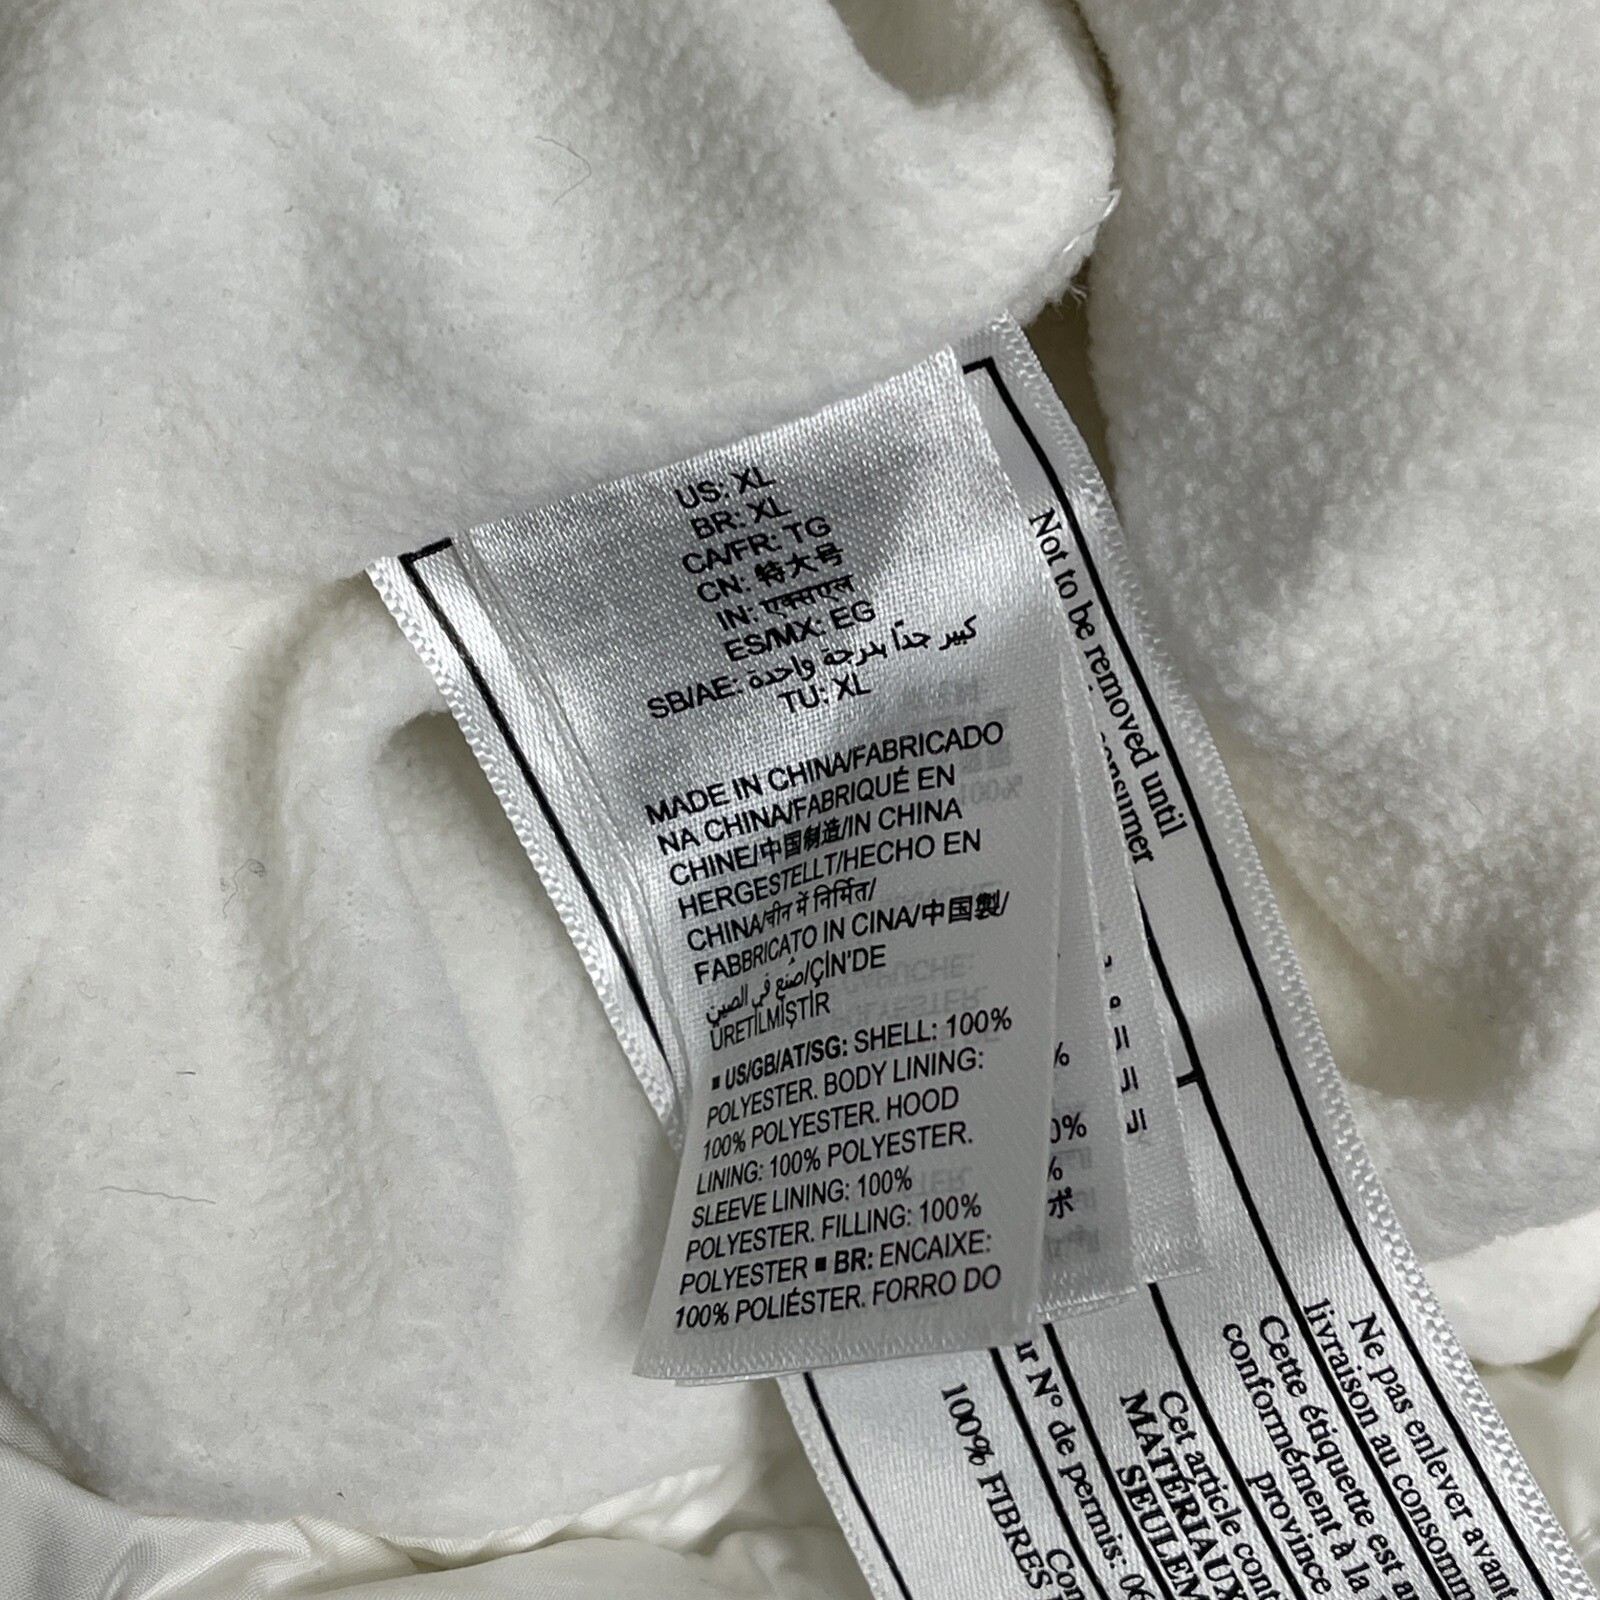 US: XL
BR: XL
CA/FR: TG
CN: 特大号
IN: एक्सएल
ES/MX: EG
SB/AE: كبير جدًا بدرجة واحدة
TU: XL
MADE IN CHINA/FABRICADO
NA CHINA/FABRIQUÉ EN
CHINE/中国制造/IN CHINA
HERGESTELLT/HECHO EN
CHINA/चीन में निर्मित/
FABBRICATO IN CINA/中国製/
صُنع في الصين/ÇİN'DE
ÜRETİLMİŞTİR
■ US/GB/AT/SG: SHELL: 100%
POLYESTER. BODY LINING:
100% POLYESTER. HOOD
LINING: 100% POLYESTER.
SLEEVE LINING: 100%
POLYESTER. FILLING: 100%
POLYESTER ■ BR: ENCAIXE:
100% POLIÉSTER. FORRO DO
Not to be removed until
consumer
Ne pas enlever avant
livraison au consomm
Cette étiquette est a
conformément à la
province
Cet article cont
MATÉRIAUX
SEULEM
N° de permis: 06
Con
100% FIBRES